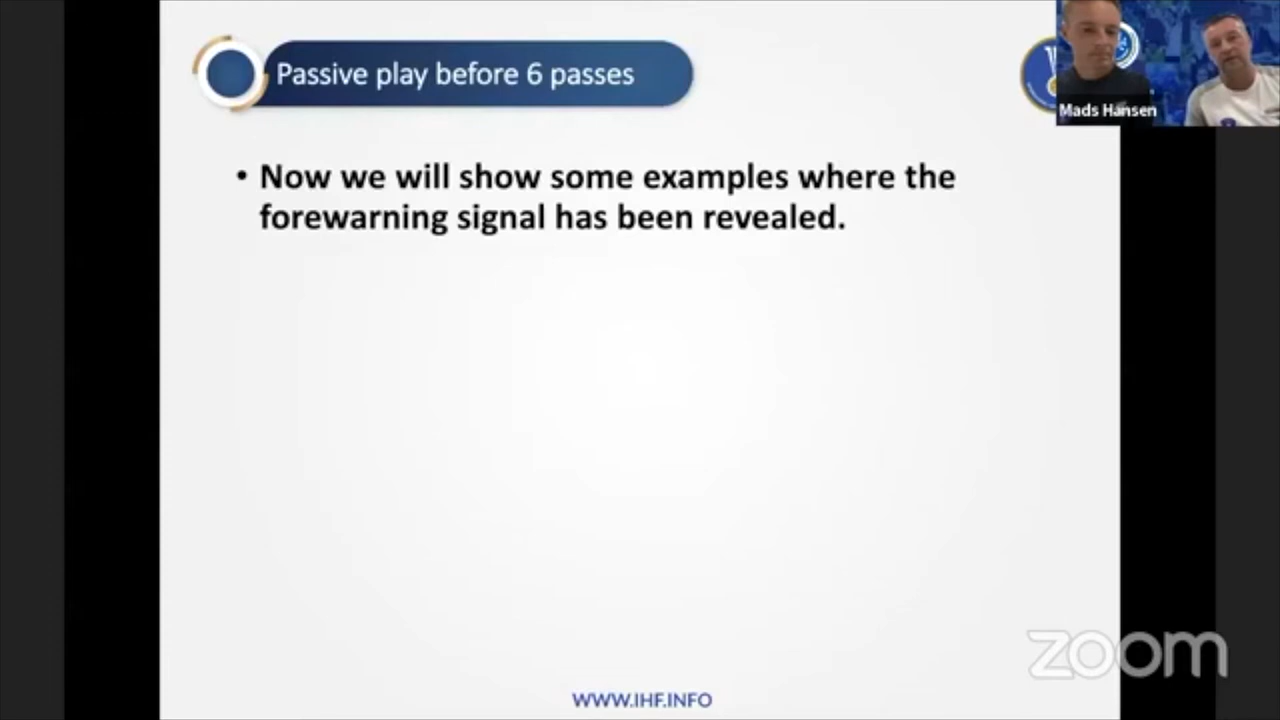 Passive play before 6 passes
Mads Hansen
• Now we will show some examples where the
forewarning signal has been revealed.
zoom
WWW.IHF.INFO